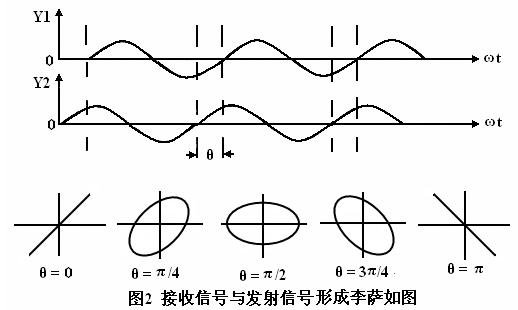 Y1
0
ωt
Y2
0
ωt
θ
θ = 0
θ = π/4
θ = π/2
θ = 3π/4
θ = π
图2 接收信号与发射信号形成李萨如图